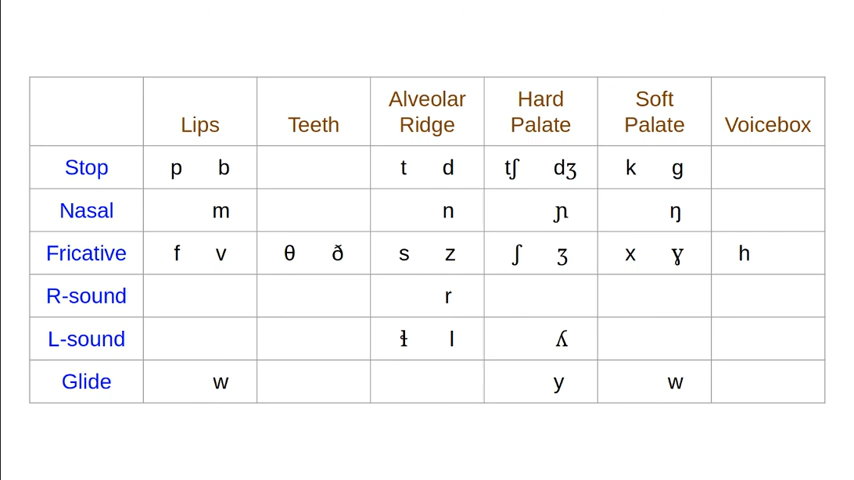 Lips Teeth Alveolar Ridge Hard Palate Soft Palate Voicebox
Stop p b t d tʃ dʒ k g
Nasal m n ɲ ŋ
Fricative f v θ ð s z ʃ ʒ x ɣ h
R-sound r
L-sound ɫ l ʎ
Glide w y w